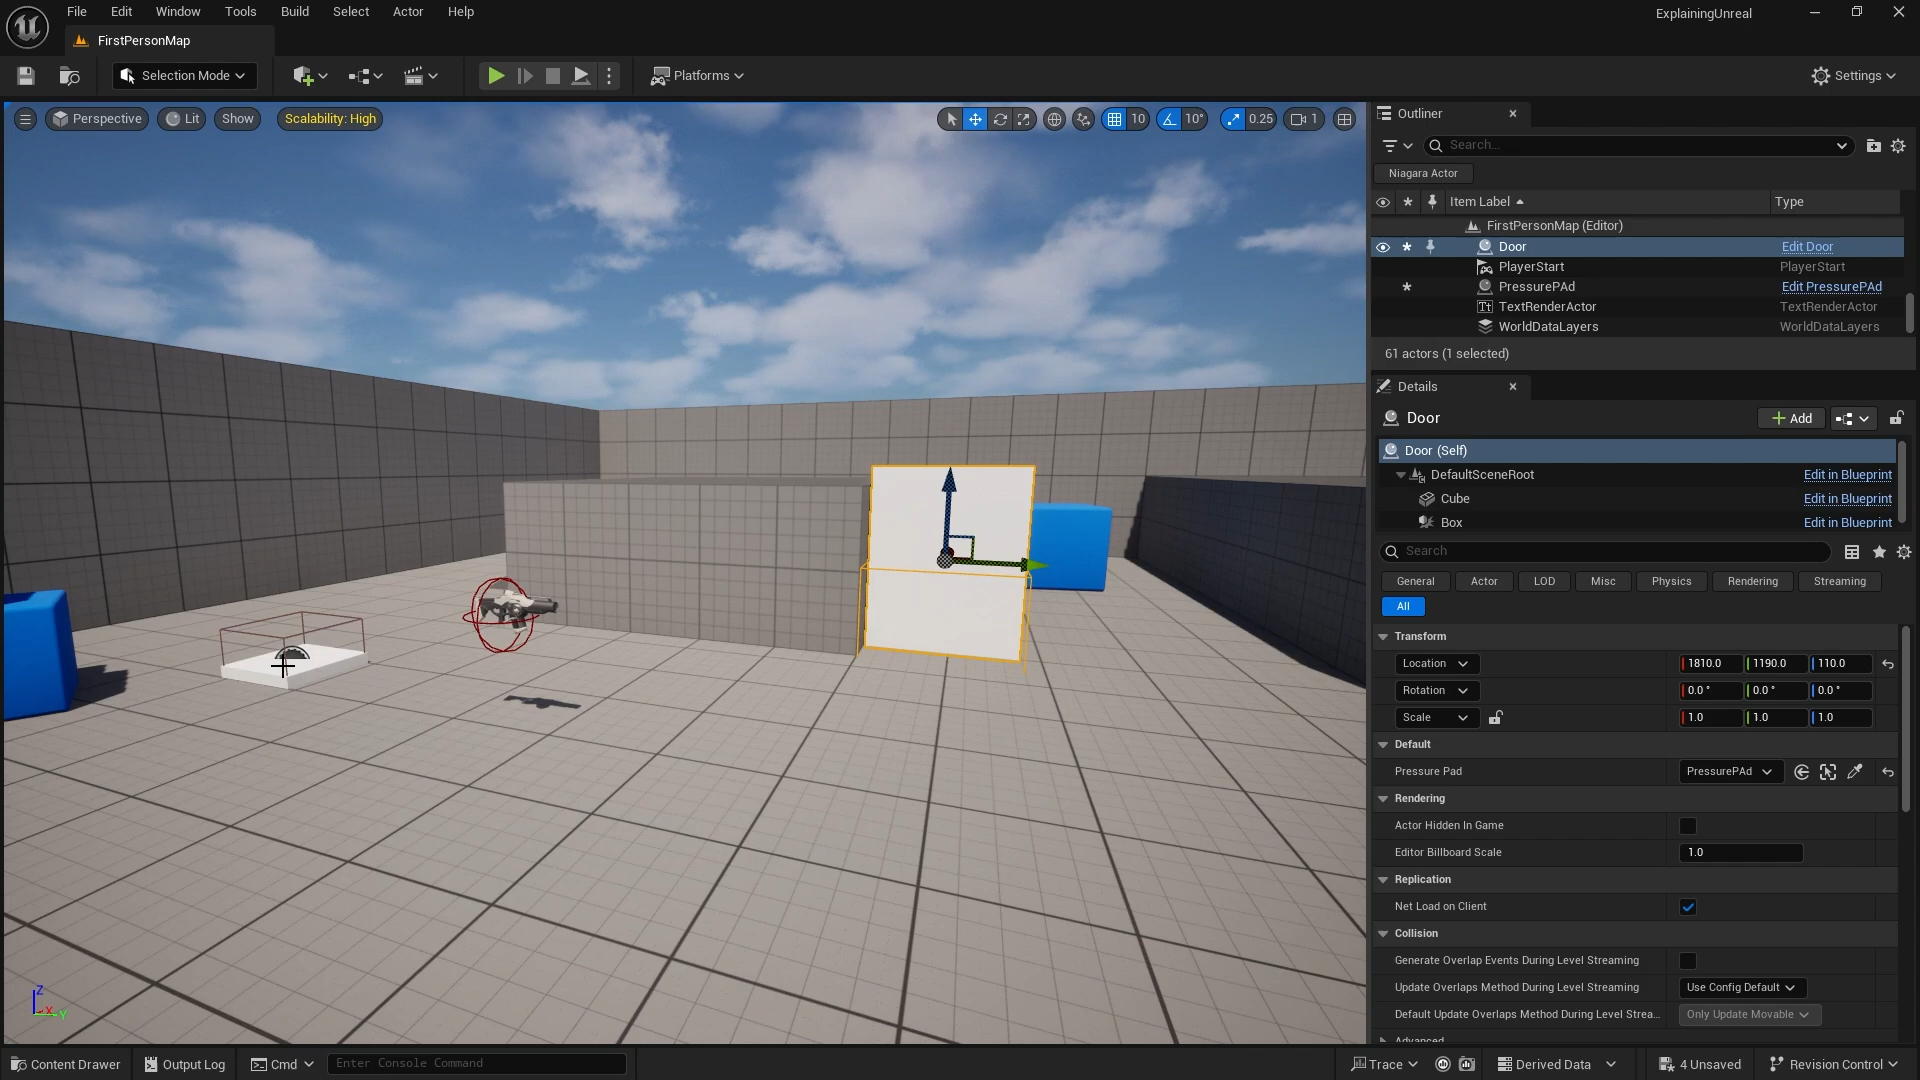 File Edit Window Tools Build Select Actor Help
ExplainingUnreal
FirstPersonMap
Selection Mode
Platforms
Settings
Perspective Lit Show Scalability: High
10 10° 0.25 1
Outliner
Search...
Niagara Actor
Item Label Type
FirstPersonMap (Editor)
Door Edit Door
PlayerStart PlayerStart
PressurePAd Edit PressurePAd
TextRenderActor TextRenderActor
WorldDataLayers WorldDataLayers
61 actors (1 selected)
Details
Door
Add
Door (Self)
DefaultSceneRoot Edit in Blueprint
Cube Edit in Blueprint
Box Edit in Blueprint
Search
General Actor LOD Misc Physics Rendering Streaming
All
Transform
Location 1810.0 1190.0 110.0
Rotation 0.0 ° 0.0 ° 0.0 °
Scale 1.0 1.0 1.0
Default
Pressure Pad PressurePAd
Rendering
Actor Hidden In Game
Editor Billboard Scale 1.0
Replication
Net Load on Client
Collision
Generate Overlap Events During Level Streaming
Update Overlaps Method During Level Streaming Use Config Default
Default Update Overlaps Method During Level Strea... Only Update Movable
Advanced
Z
X
Y
Content Drawer Output Log Cmd Enter Console Command
Trace Derived Data 4 Unsaved Revision Control